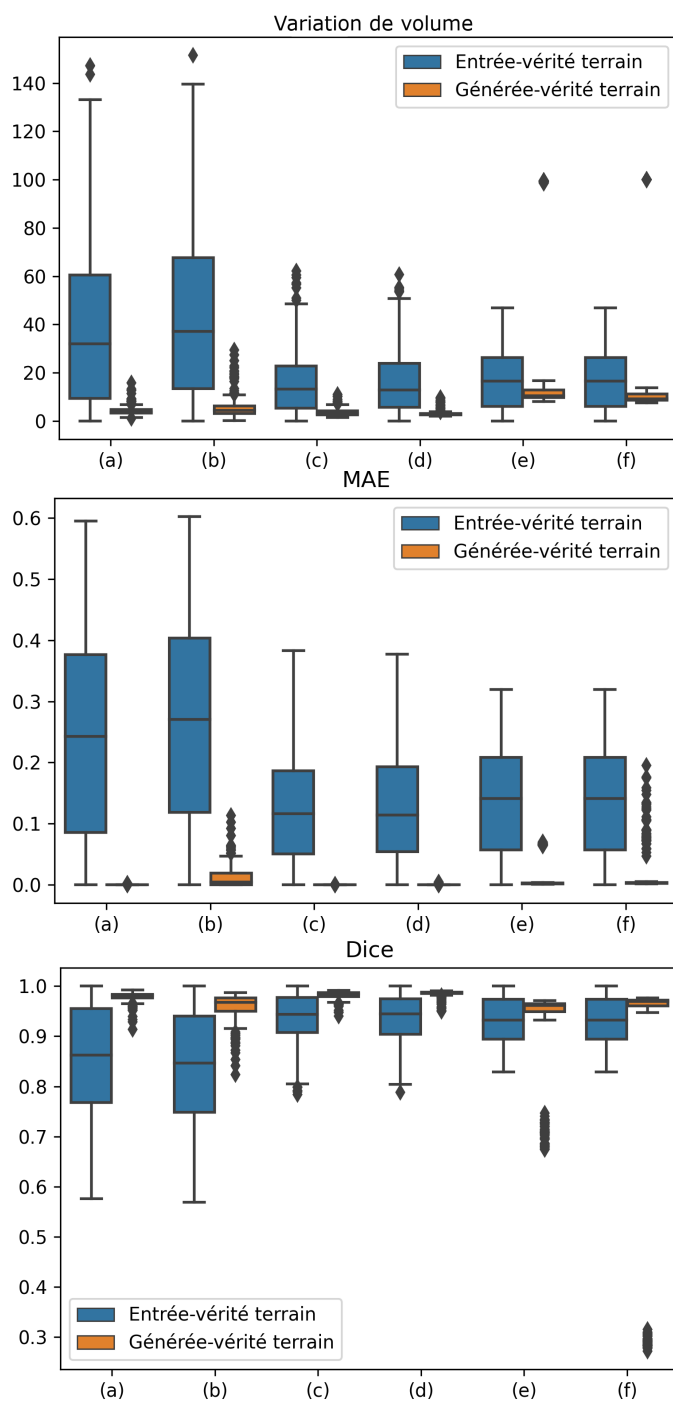 Variation de volume
Entrée-vérité terrain
Générée-vérité terrain
140
120
100
80
60
40
20
0
(a) (b) (c) (d) (e) (f)
MAE
Entrée-vérité terrain
Générée-vérité terrain
0.6
0.5
0.4
0.3
0.2
0.1
0.0
(a) (b) (c) (d) (e) (f)
Dice
1.0
0.9
0.8
0.7
0.6
0.5
0.4
0.3
Entrée-vérité terrain
Générée-vérité terrain
(a) (b) (c) (d) (e) (f)